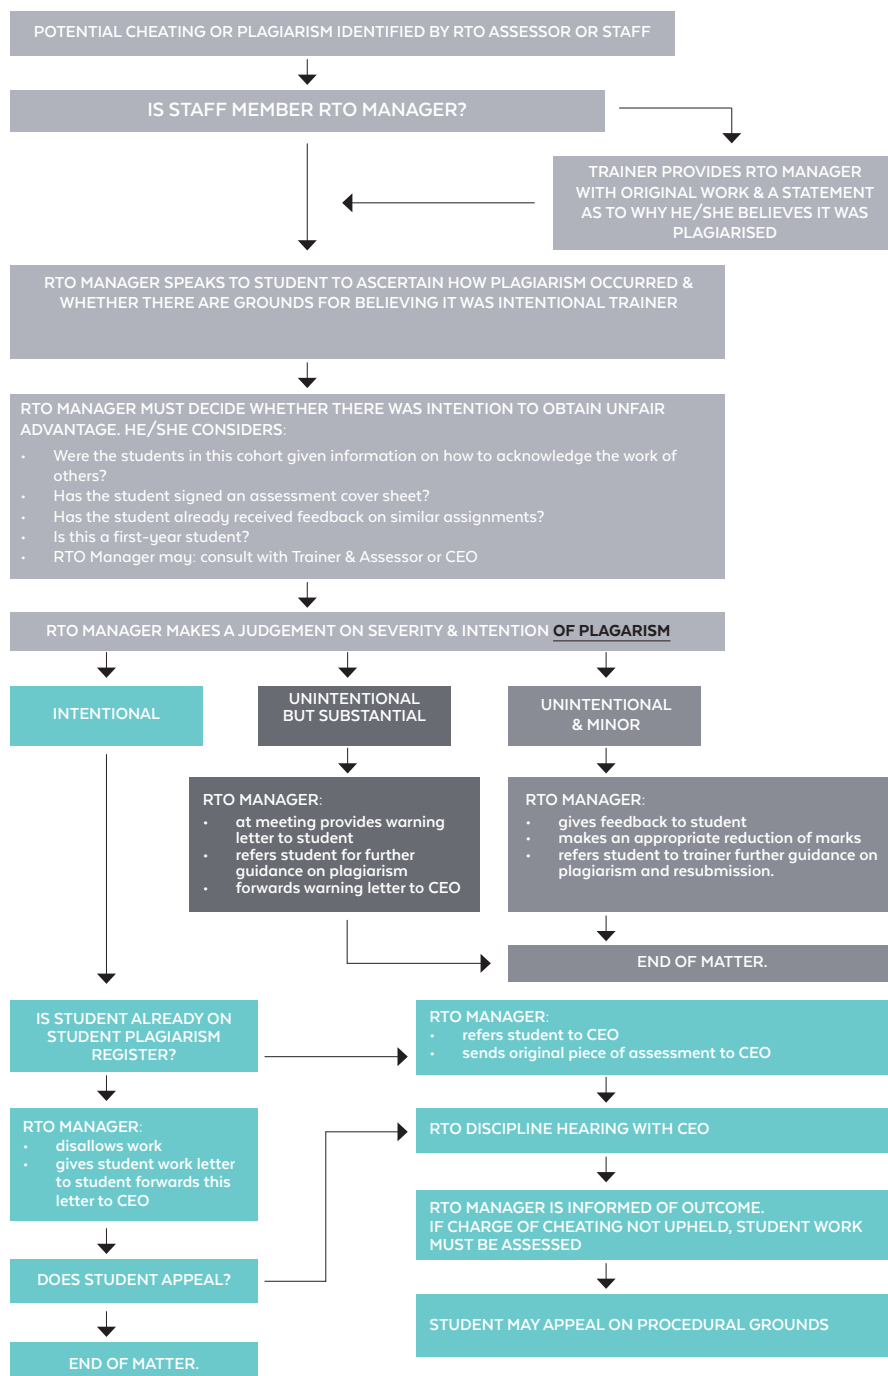 POTENTIAL CHEATING OR PLAGIARISM IDENTIFIED BY RTO ASSESSOR OR STAFF
IS STAFF MEMBER RTO MANAGER?
TRAINER PROVIDES RTO MANAGER
WITH ORIGINAL WORK & A STATEMENT
AS TO WHY HE/SHE BELIEVES IT WAS
PLAGIARISED
RTO MANAGER SPEAKS TO STUDENT TO ASCERTAIN HOW PLAGIARISM OCCURRED &
WHETHER THERE ARE GROUNDS FOR BELIEVING IT WAS INTENTIONAL TRAINER
RTO MANAGER MUST DECIDE WHETHER THERE WAS INTENTION TO OBTAIN UNFAIR
ADVANTAGE. HE/SHE CONSIDERS:
• Were the students in this cohort given information on how to acknowledge the work of
others?
• Has the student signed an assessment cover sheet?
• Has the student already received feedback on similar assignments?
• Is this a first-year student?
• RTO Manager may: consult with Trainer & Assessor or CEO
RTO MANAGER MAKES A JUDGEMENT ON SEVERITY & INTENTION OF PLAGARISM
INTENTIONAL
UNINTENTIONAL
BUT SUBSTANTIAL
UNINTENTIONAL
& MINOR
RTO MANAGER:
• at meeting provides warning
letter to student
• refers student for further
guidance on plagiarism
• forwards warning letter to CEO
RTO MANAGER:
• gives feedback to student
• makes an appropriate reduction of marks
• refers student to trainer further guidance on
plagiarism and resubmission.
END OF MATTER.
IS STUDENT ALREADY ON
STUDENT PLAGIARISM
REGISTER?
RTO MANAGER:
• refers student to CEO
• sends original piece of assessment to CEO
RTO MANAGER:
• disallows work
• gives student work letter
to student forwards this
letter to CEO
RTO DISCIPLINE HEARING WITH CEO
RTO MANAGER IS INFORMED OF OUTCOME.
IF CHARGE OF CHEATING NOT UPHELD, STUDENT WORK
MUST BE ASSESSED
DOES STUDENT APPEAL?
STUDENT MAY APPEAL ON PROCEDURAL GROUNDS
END OF MATTER.